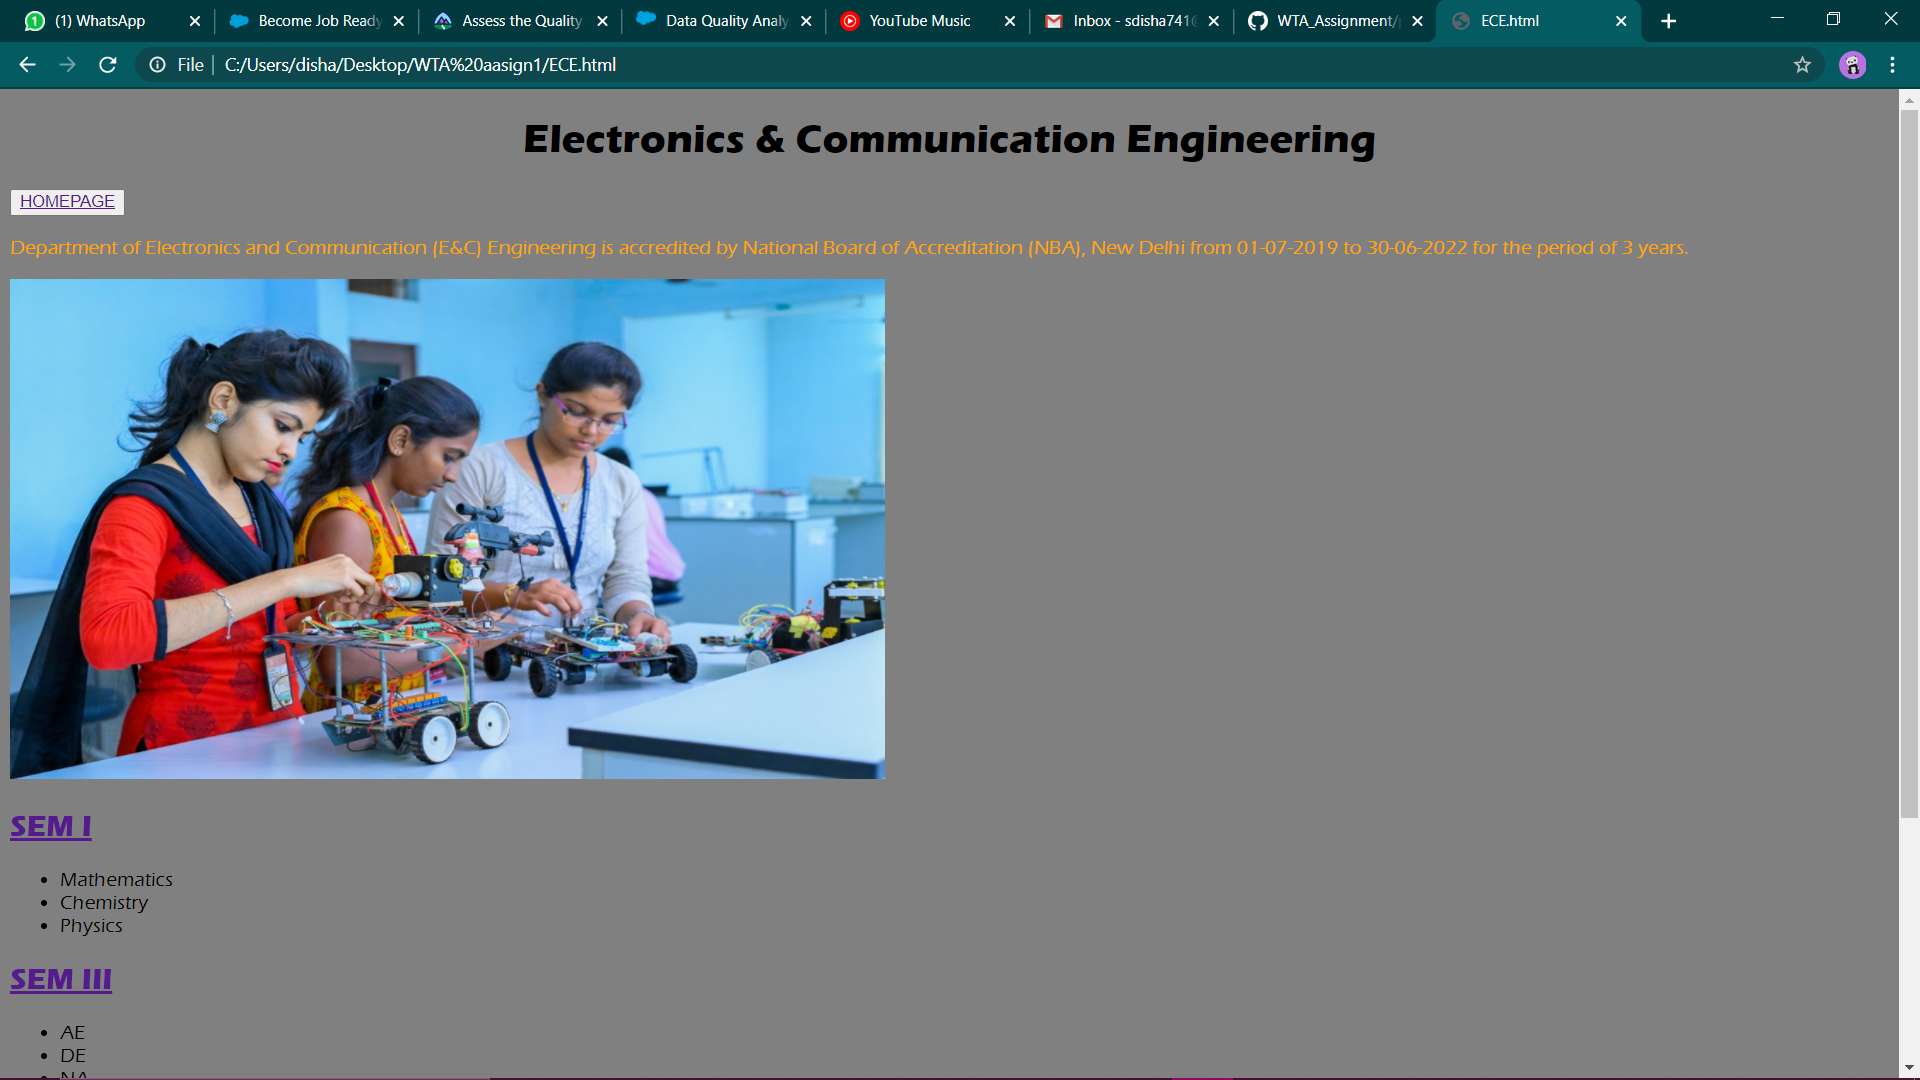 (1) WhatsApp
Become Job Ready
Assess the Quality
Data Quality Analy
YouTube Music
Inbox - sdisha741
WTA_Assignment/
ECE.html
File
C:/Users/disha/Desktop/WTA%20aasign1/ECE.html
Electronics & Communication Engineering
HOMEPAGE
Department of Electronics and Communication (E&C) Engineering is accredited by National Board of Accreditation (NBA), New Delhi from 01-07-2019 to 30-06-2022 for the period of 3 years.
SEM I
Mathematics
Chemistry
Physics
SEM III
AE
DE
NA